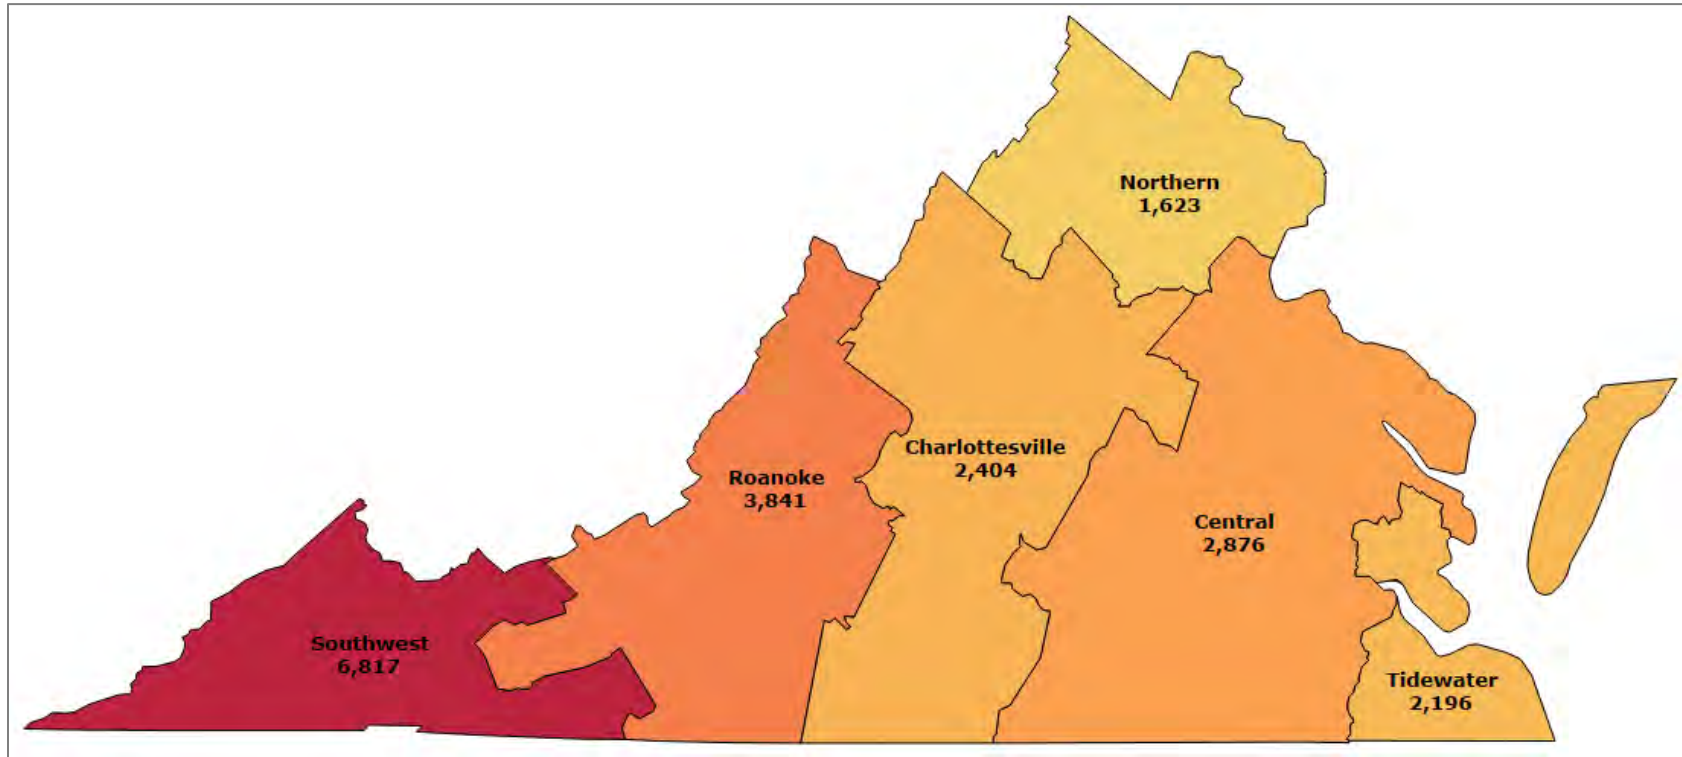 Northern
1,623
Charlottesville
2,404
Roanoke
3,841
Central
2,876
Southwest
6,817
Tidewater
2,196